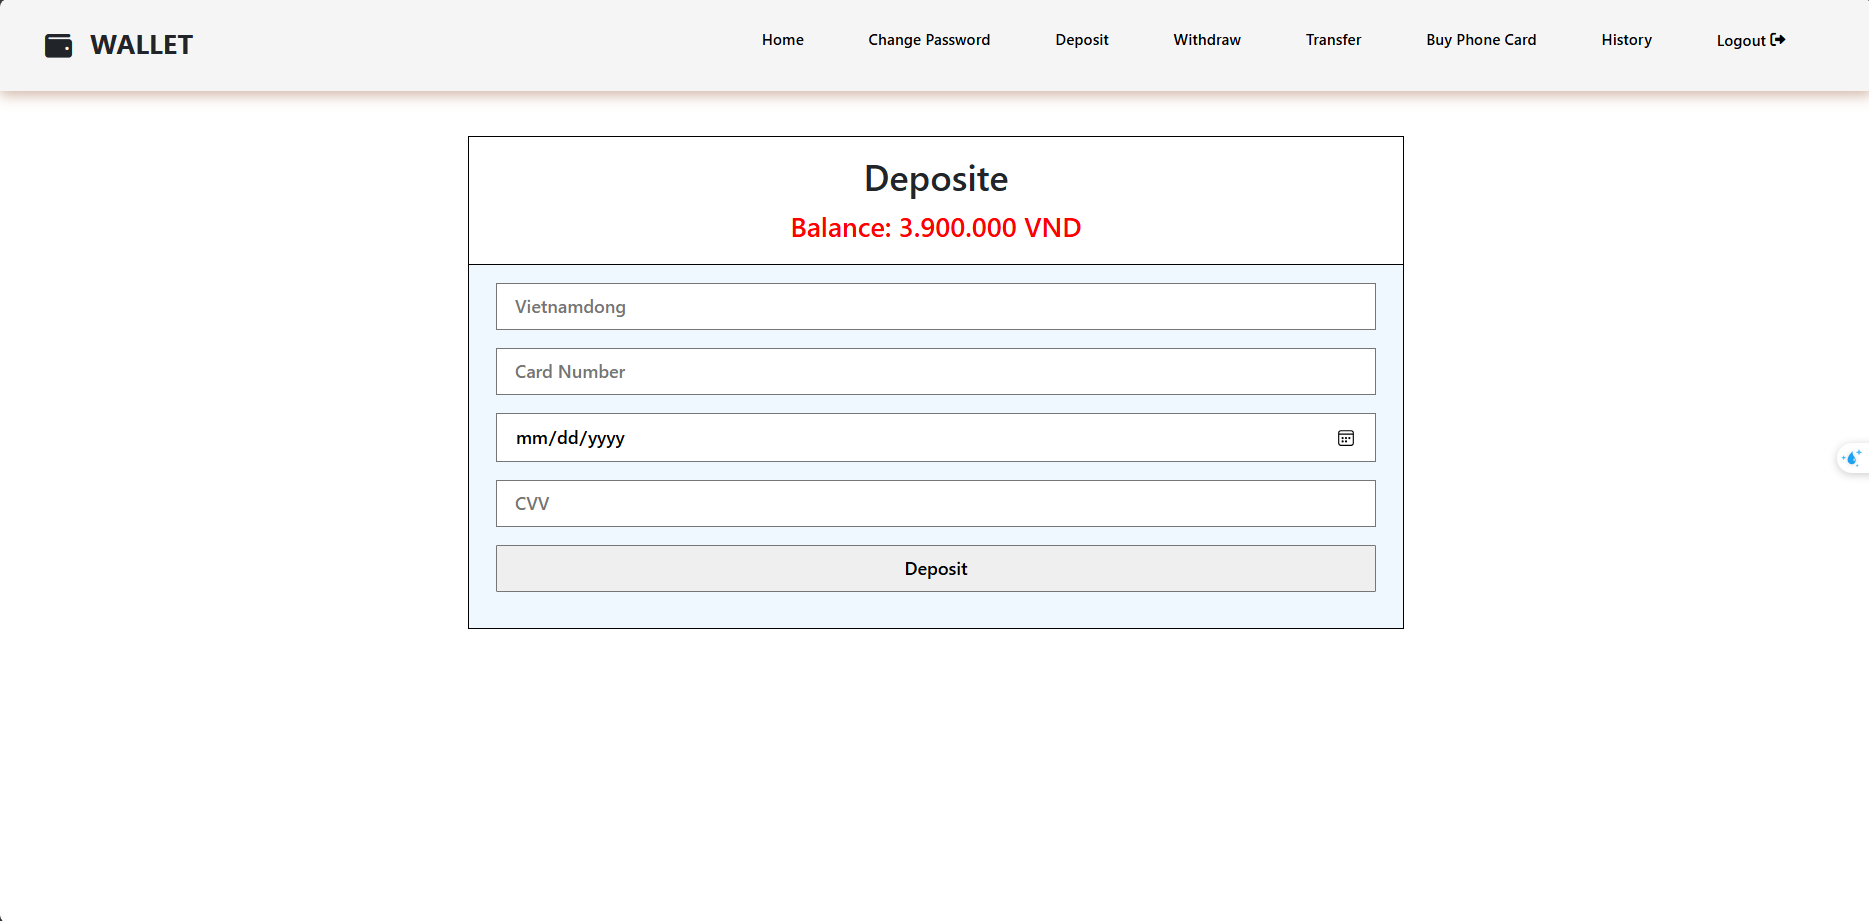 WALLET
Home Change Password Deposit Withdraw Transfer Buy Phone Card History Logout
Deposite
Balance: 3.900.000 VND
Vietnamdong
Card Number
mm/dd/yyyy
CVV
Deposit